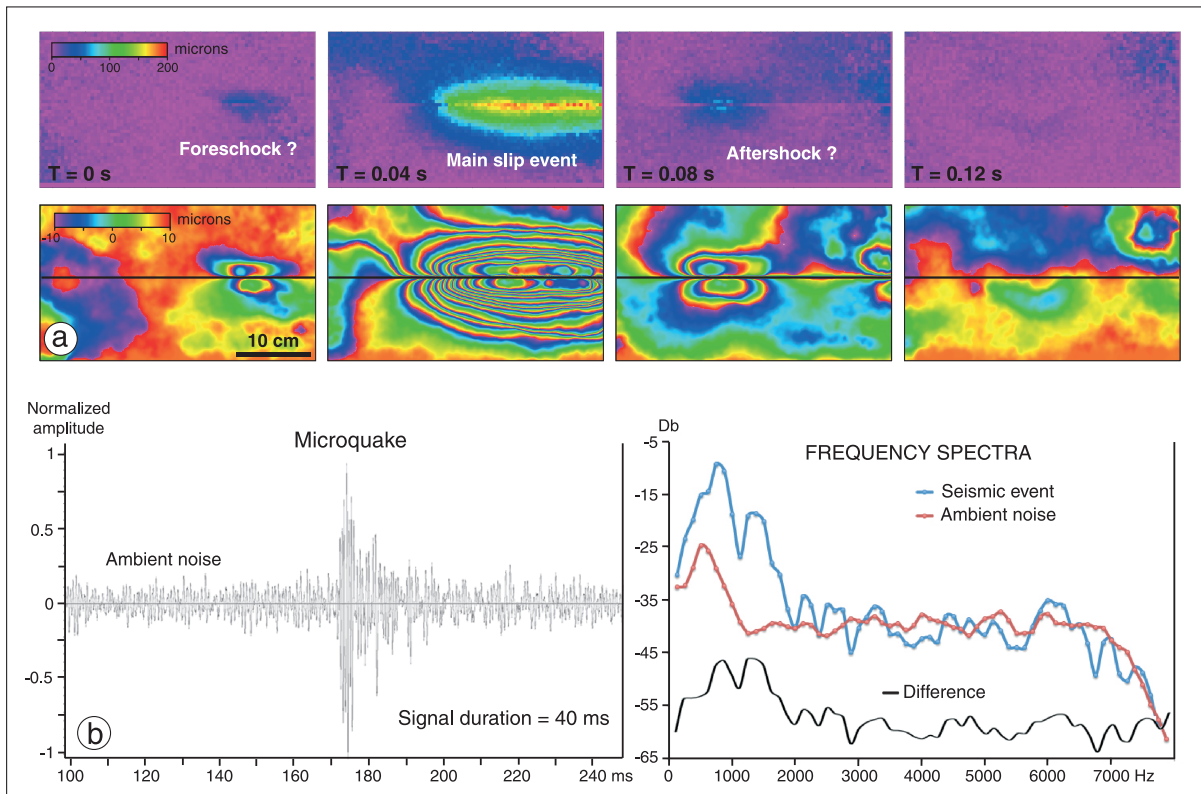 microns
0 100 200
Foreschock ?
T = 0 s
Main slip event
T = 0.04 s
Aftershock ?
T = 0.08 s
T = 0.12 s
microns
-10 0 10
a
10 cm
Normalized
amplitude
Microquake
1
0.5
0
-0.5
-1
Ambient noise
Signal duration = 40 ms
b
100 120 140 160 180 200 220 240 ms
Db
FREQUENCY SPECTRA
-5
-15
-25
-35
-45
-55
-65
Seismic event
Ambient noise
Difference
0 1000 2000 3000 4000 5000 6000 7000 Hz